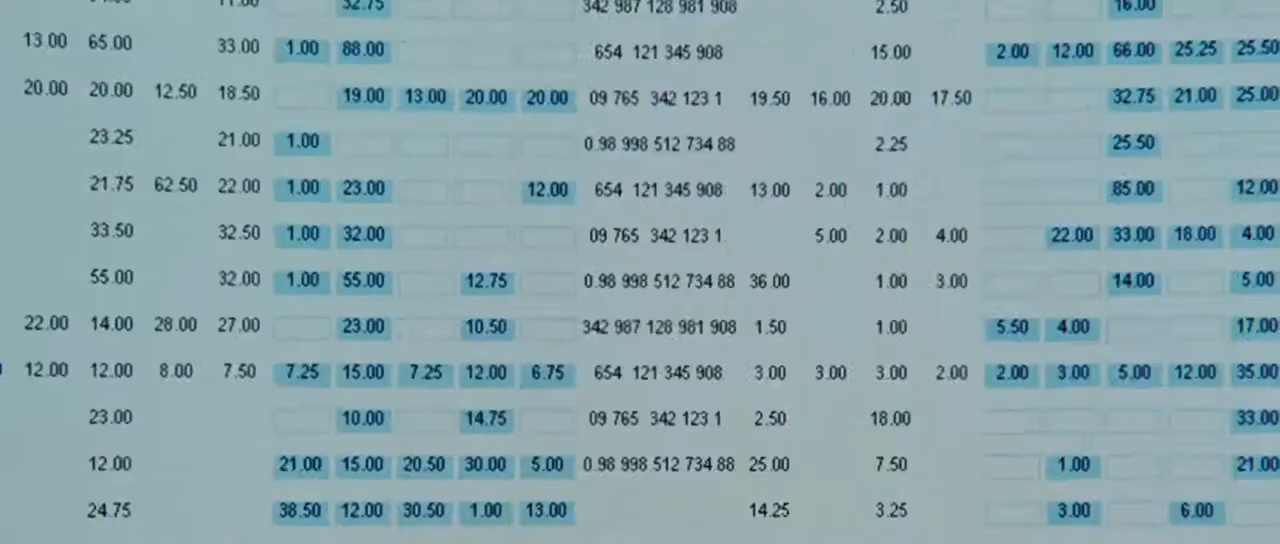 32.75 342 987 128 981 908 2.50 16.00
13.00 65.00 33.00 1.00 88.00 654 121 345 908 15.00 2.00 12.00 66.00 25.25 25.50
20.00 20.00 12.50 18.50 19.00 13.00 20.00 20.00 09 765 342 123 1 19.50 16.00 20.00 17.50 32.75 21.00 25.00
23.25 21.00 1.00 0.98 998 512 734 88 2.25 25.50
21.75 62.50 22.00 1.00 23.00 12.00 654 121 345 908 13.00 2.00 1.00 85.00 12.00
33.50 32.50 1.00 32.00 09 765 342 123 1 5.00 2.00 4.00 22.00 33.00 18.00 4.00
55.00 32.00 1.00 55.00 12.75 0.98 998 512 734 88 36.00 1.00 3.00 14.00 5.00
22.00 14.00 28.00 27.00 23.00 10.50 342 987 128 981 908 1.50 1.00 5.50 4.00 17.00
12.00 12.00 8.00 7.50 7.25 15.00 7.25 12.00 6.75 654 121 345 908 3.00 3.00 3.00 2.00 2.00 3.00 5.00 12.00 35.00
23.00 10.00 14.75 09 765 342 123 1 2.50 18.00 33.00
12.00 21.00 15.00 20.50 30.00 5.00 0.98 998 512 734 88 25.00 7.50 1.00 21.00
24.75 38.50 12.00 30.50 1.00 13.00 14.25 3.25 3.00 6.00